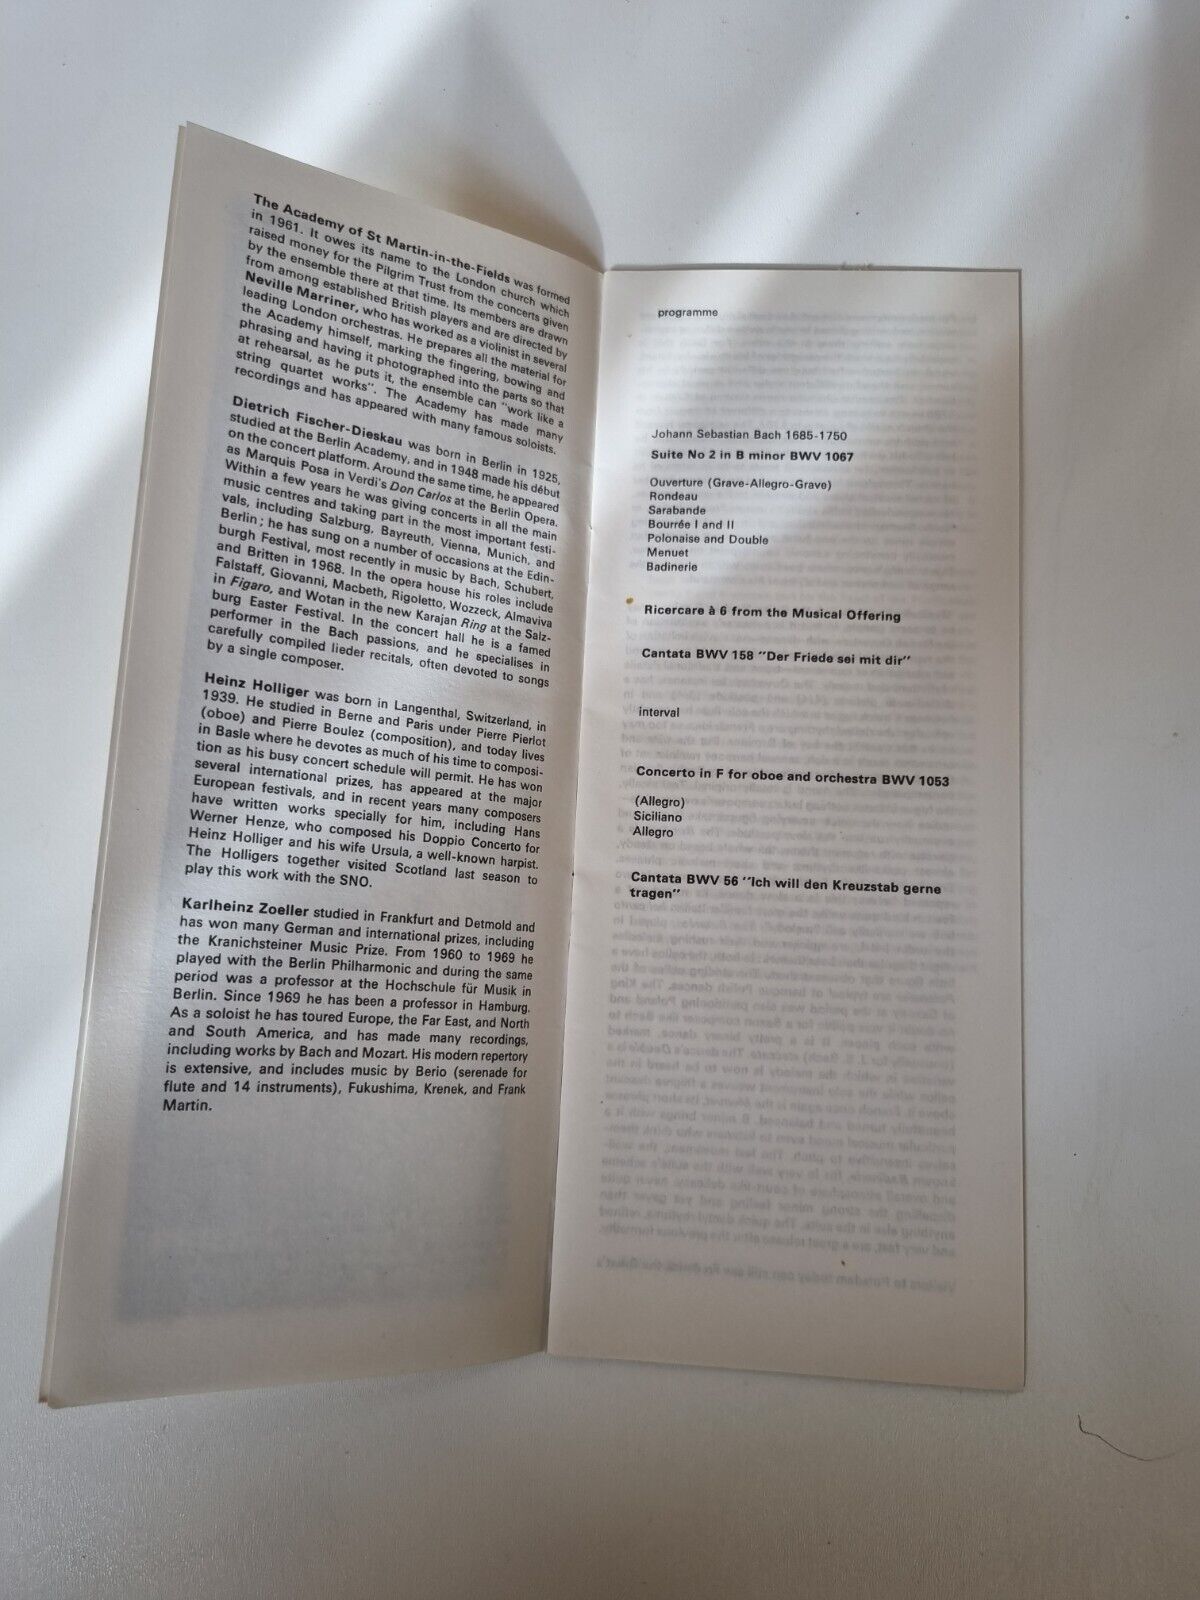 The Academy of St Martin-in-the-Fields was formed
in 1961. It owes its name to the London church which
raised money for the Pilgrim Trust from the concerts given
by the ensemble there at that time. Its members are drawn
from among established British players and are directed by
Neville Marriner, who has worked as a violinist in several
leading London orchestras. He prepares all the material for
the Academy himself, marking the fingering, bowing and
phrasing and having it photographed into the parts so that
at rehearsal, as he puts it, the ensemble can "work like a
string quartet works". The Academy has made many
recordings and has appeared with many famous soloists.
Dietrich Fischer-Dieskau was born in Berlin in 1925,
studied at the Berlin Academy, and in 1948 made his début
on the concert platform. Around the same time, he appeared
as Marquis Posa in Verdi's Don Carlos at the Berlin Opera.
Within a few years he was giving concerts in all the main
music centres and taking part in the most important festi-
vals, including Salzburg, Bayreuth, Vienna, Munich, and
Berlin; he has sung on a number of occasions at the Edin-
burgh Festival, most recently in music by Bach, Schubert,
and Britten in 1968. In the opera house his roles include
Falstaff, Giovanni, Macbeth, Rigoletto, Wozzeck, Almaviva
in Figaro, and Wotan in the new Karajan Ring at the Salz-
burg Easter Festival. In the concert hall he is a famed
performer in the Bach passions, and he specialises in
carefully compiled lieder recitals, often devoted to songs
by a single composer.
Heinz Holliger was born in Langenthal, Switzerland, in
1939. He studied in Berne and Paris under Pierre Pierlot
(oboe) and Pierre Boulez (composition), and today lives
in Basle where he devotes as much of his time to composi-
tion as his busy concert schedule will permit. He has won
several international prizes, has appeared at the major
European festivals, and in recent years many composers
have written works specially for him, including Hans
Werner Henze, who composed his Doppio Concerto for
Heinz Holliger and his wife Ursula, a well-known harpist.
The Holligers together visited Scotland last season to
play this work with the SNO.
Karlheinz Zoeller studied in Frankfurt and Detmold and
has won many German and international prizes, including
the Kranichsteiner Music Prize. From 1960 to 1969 he
played with the Berlin Philharmonic and during the same
period was a professor at the Hochschule für Musik in
Berlin. Since 1969 he has been a professor in Hamburg.
As a soloist he has toured Europe, the Far East, and North
and South America, and has made many recordings,
including works by Bach and Mozart. His modern repertory
is extensive, and includes music by Berio (serenade for
flute and 14 instruments), Fukushima, Krenek, and Frank
Martin.
programme
Johann Sebastian Bach 1685-1750
Suite No 2 in B minor BWV 1067
Ouverture (Grave-Allegro-Grave)
Rondeau
Sarabande
Bourrée I and II
Polonaise and Double
Menuet
Badinerie
Ricercare à 6 from the Musical Offering
Cantata BWV 158 "Der Friede sei mit dir"
interval
Concerto in F for oboe and orchestra BWV 1053
(Allegro)
Siciliano
Allegro
Cantata BWV 56 "Ich will den Kreuzstab gerne
tragen"